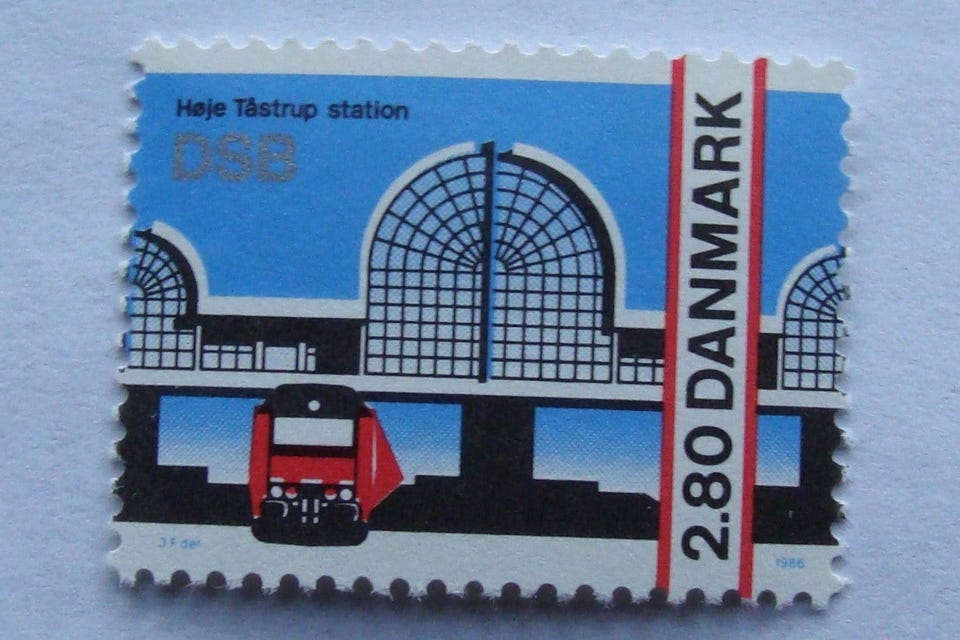 Høje Tåstrup station
DSB
2.80 DANMARK
J F del
1986